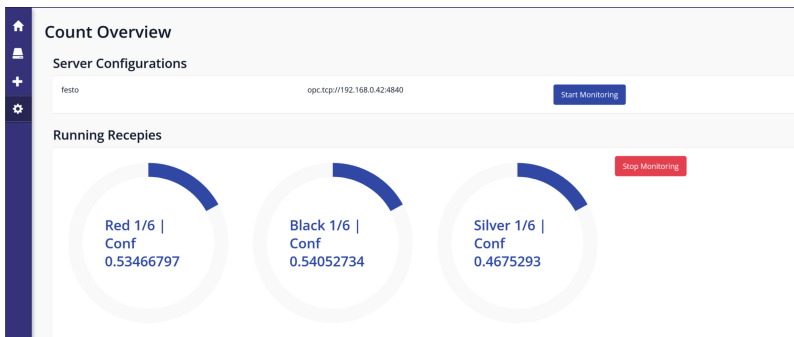 Count Overview
Server Configurations
festo
opc.tcp://192.168.0.42:4840
Start Monitoring
Running Recepies
Stop Monitoring
Red 1/6 |
Conf
0.53466797
Black 1/6 |
Conf
0.54052734
Silver 1/6 |
Conf
0.4675293